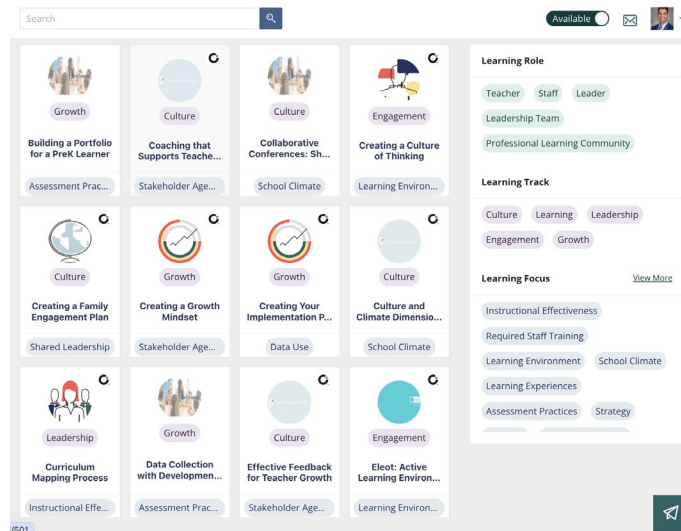 Search
Available
Growth
Building a Portfolio
for a PreK Learner
Assessment Prac...
Culture
Coaching that
Supports Teache...
Stakeholder Age...
Culture
Collaborative
Conferences: Sh...
School Climate
Engagement
Creating a Culture
of Thinking
Learning Environ...
Culture
Creating a Family
Engagement Plan
Shared Leadership
Growth
Creating a Growth
Mindset
Stakeholder Age...
Growth
Creating Your
Implementation P...
Data Use
Culture
Culture and
Climate Dimensio...
School Climate
Leadership
Curriculum
Mapping Process
Instructional Effe...
Growth
Data Collection
with Developmen...
Assessment Prac...
Culture
Effective Feedback
for Teacher Growth
Stakeholder Age...
Engagement
Eleot: Active
Learning Environ...
Learning Environ...
Learning Role
Teacher Staff Leader
Leadership Team
Professional Learning Community
Learning Track
Culture Learning Leadership
Engagement Growth
Learning Focus View More
Instructional Effectiveness
Required Staff Training
Learning Environment School Climate
Learning Experiences
Assessment Practices Strategy
/501